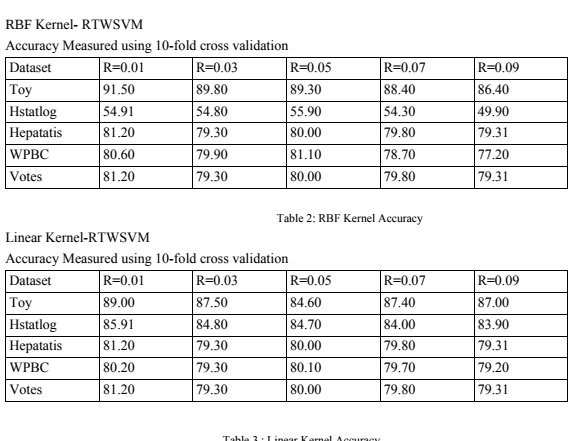 RBF Kernel- RTWSVM
Accuracy Measured using 10-fold cross validation
Dataset R=0.01 R=0.03 R=0.05 R=0.07 R=0.09
Toy 91.50 89.80 89.30 88.40 86.40
Hstatlog 54.91 54.80 55.90 54.30 49.90
Hepatatis 81.20 79.30 80.00 79.80 79.31
WPBC 80.60 79.90 81.10 78.70 77.20
Votes 81.20 79.30 80.00 79.80 79.31
Table 2: RBF Kernel Accuracy
Linear Kernel-RTWSVM
Accuracy Measured using 10-fold cross validation
Dataset R=0.01 R=0.03 R=0.05 R=0.07 R=0.09
Toy 89.00 87.50 84.60 87.40 87.00
Hstatlog 85.91 84.80 84.70 84.00 83.90
Hepatatis 81.20 79.30 80.00 79.80 79.31
WPBC 80.20 79.30 80.10 79.70 79.20
Votes 81.20 79.30 80.00 79.80 79.31
Table 3 : Linear Kernel Accuracy